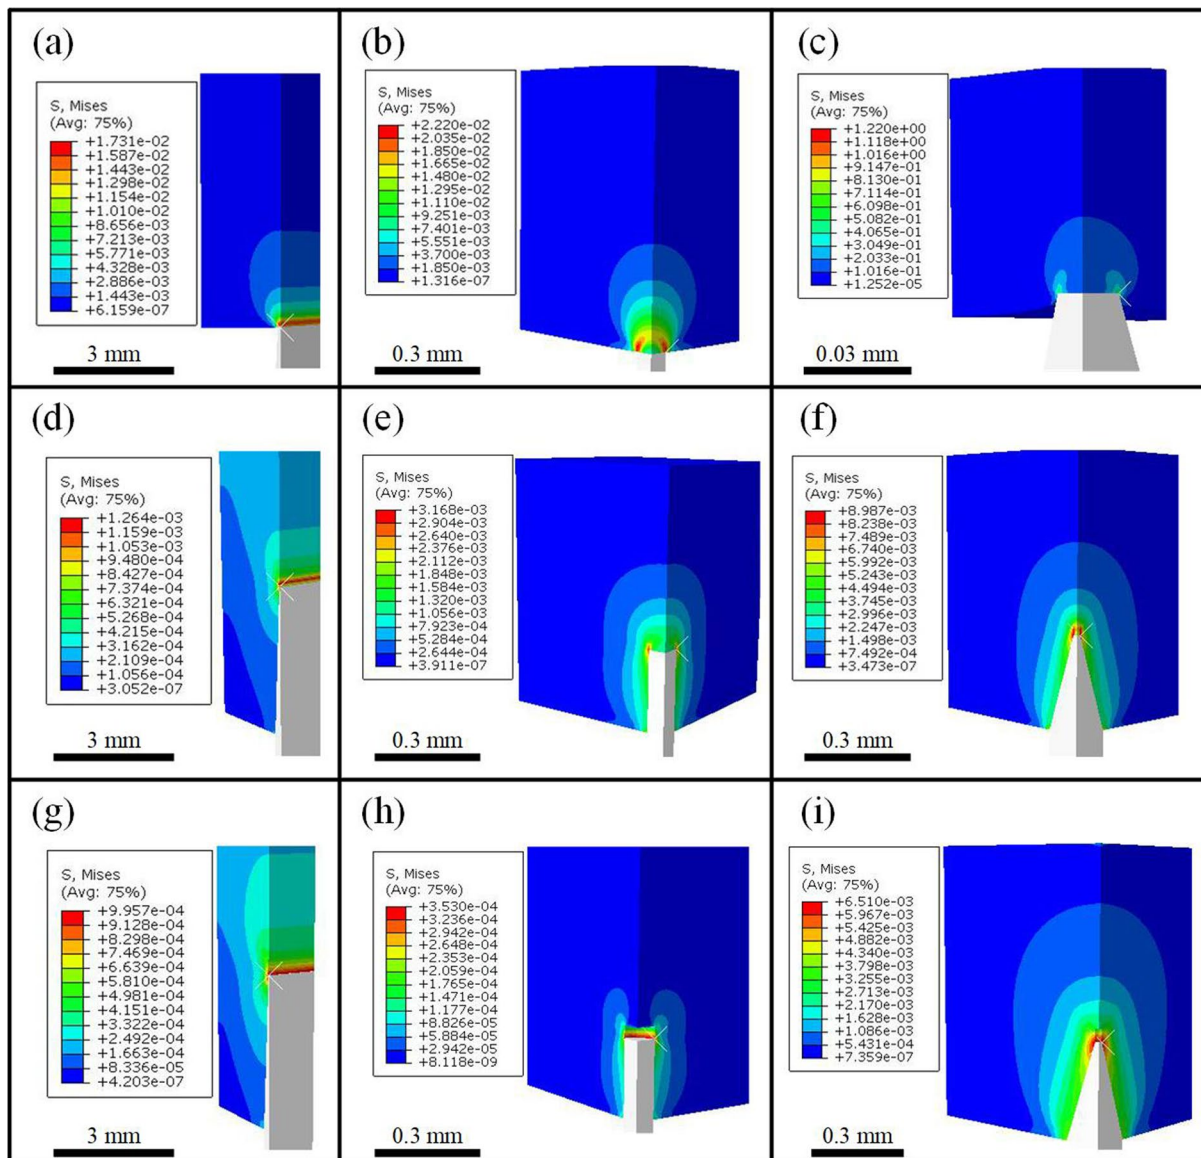 (a)
S, Mises
(Avg: 75%)
+1.731e-02
+1.587e-02
+1.443e-02
+1.298e-02
+1.154e-02
+1.010e-02
+8.656e-03
+7.213e-03
+5.771e-03
+4.328e-03
+2.886e-03
+1.443e-03
+6.159e-07
3 mm
(b)
S, Mises
(Avg: 75%)
+2.220e-02
+2.035e-02
+1.850e-02
+1.665e-02
+1.480e-02
+1.295e-02
+1.110e-02
+9.251e-03
+7.401e-03
+5.551e-03
+3.700e-03
+1.850e-03
+1.316e-07
0.3 mm
(c)
S, Mises
(Avg: 75%)
+1.220e+00
+1.118e+00
+1.016e+00
+9.147e-01
+8.130e-01
+7.114e-01
+6.098e-01
+5.082e-01
+4.065e-01
+3.049e-01
+2.033e-01
+1.016e-01
+1.252e-05
0.03 mm
(d)
S, Mises
(Avg: 75%)
+1.264e-03
+1.159e-03
+1.053e-03
+9.480e-04
+8.427e-04
+7.374e-04
+6.321e-04
+5.268e-04
+4.215e-04
+3.162e-04
+2.109e-04
+1.056e-04
+3.052e-07
3 mm
(e)
S, Mises
(Avg: 75%)
+3.168e-03
+2.904e-03
+2.640e-03
+2.376e-03
+2.112e-03
+1.848e-03
+1.584e-03
+1.320e-03
+1.056e-03
+7.923e-04
+5.284e-04
+2.644e-04
+3.911e-07
0.3 mm
(f)
S, Mises
(Avg: 75%)
+8.987e-03
+8.238e-03
+7.489e-03
+6.740e-03
+5.992e-03
+5.243e-03
+4.494e-03
+3.745e-03
+2.996e-03
+2.247e-03
+1.498e-03
+7.492e-04
+3.473e-07
0.3 mm
(g)
S, Mises
(Avg: 75%)
+9.957e-04
+9.128e-04
+8.298e-04
+7.469e-04
+6.639e-04
+5.810e-04
+4.981e-04
+4.151e-04
+3.322e-04
+2.492e-04
+1.663e-04
+8.336e-05
+4.203e-07
3 mm
(h)
S, Mises
(Avg: 75%)
+3.530e-04
+3.236e-04
+2.942e-04
+2.648e-04
+2.353e-04
+2.059e-04
+1.765e-04
+1.471e-04
+1.177e-04
+8.826e-05
+5.884e-05
+2.942e-05
+8.118e-09
0.3 mm
(i)
S, Mises
(Avg: 75%)
+6.510e-03
+5.967e-03
+5.425e-03
+4.882e-03
+4.340e-03
+3.798e-03
+3.255e-03
+2.713e-03
+2.170e-03
+1.628e-03
+1.086e-03
+5.431e-04
+7.359e-07
0.3 mm